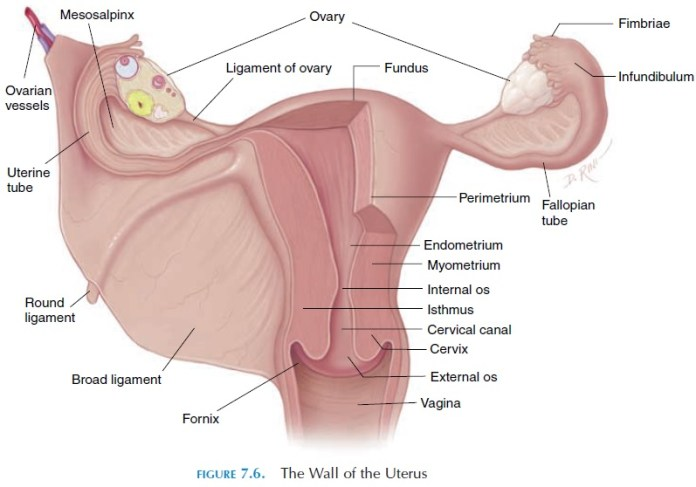 Mesosalpinx
Ovary
Fimbriae
Ligament of ovary
Fundus
Infundibulum
Ovarian
vessels
Uterine
tube
Perimetrium
Fallopian
tube
Endometrium
Myometrium
Internal os
Round
ligament
Isthmus
Cervical canal
Cervix
Broad ligament
External os
Vagina
Fornix
FIGURE 7.6. The Wall of the Uterus